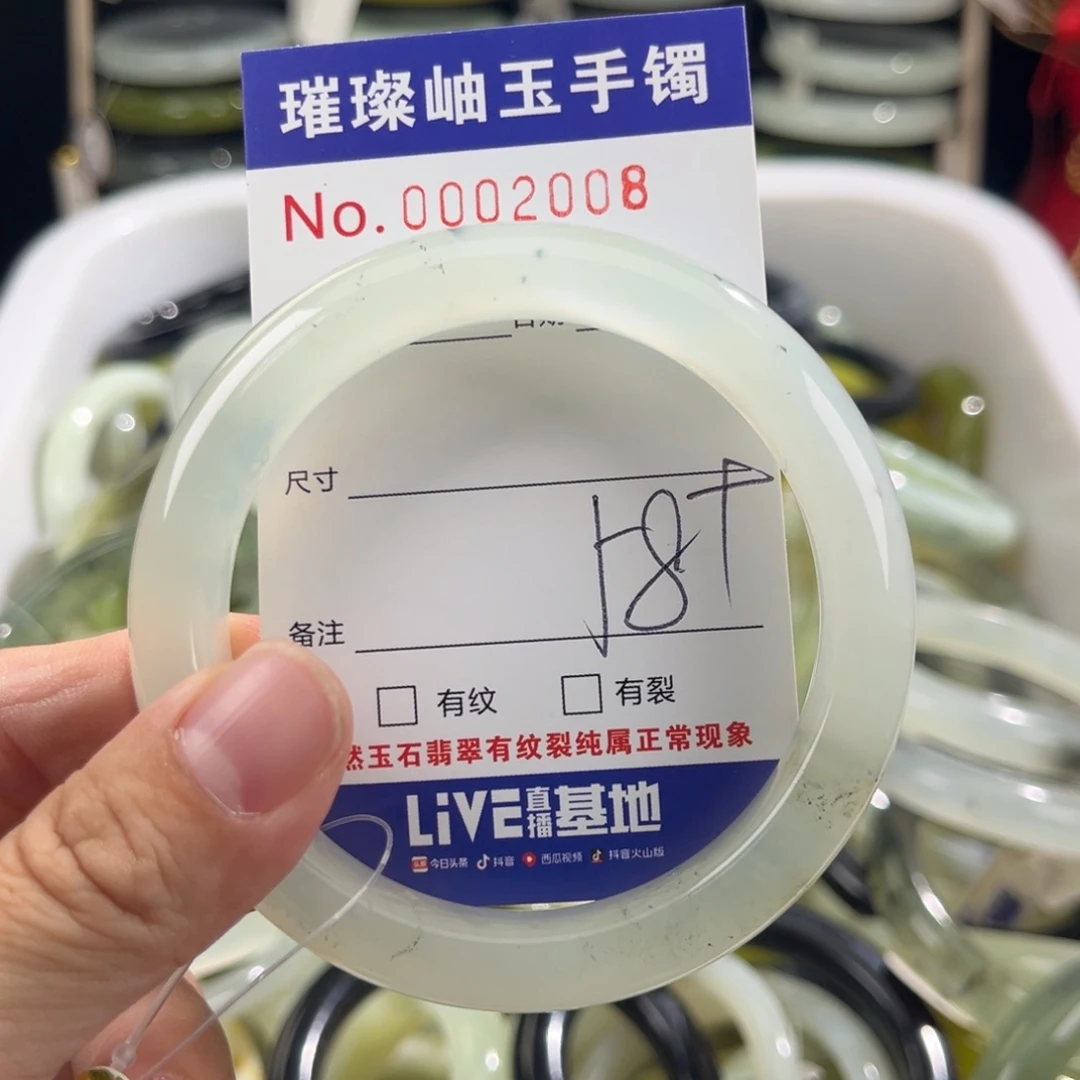 璀璨岫玉手镯
No. 0002008
日期
尺寸
备注
有纹 有裂
然玉石翡翠有纹裂纯属正常现象
LiVE直播基地
今日头条 抖音 西瓜视频 抖音火山版